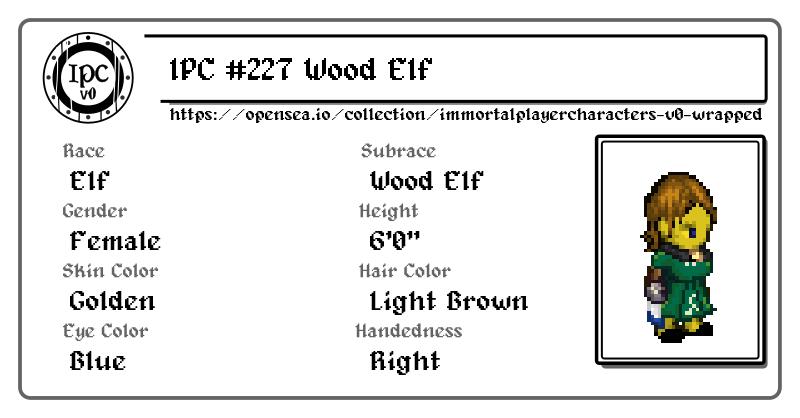 IPC
v0
IPC #227 Wood Elf
https://opensea.io/collection/immortalplayercharacters-v0-wrapped
Race
Subrace
Elf
Wood Elf
Gender
Height
Female
6'0"
Skin Color
Hair Color
Golden
Light Brown
Eye Color
Handedness
Blue
Right